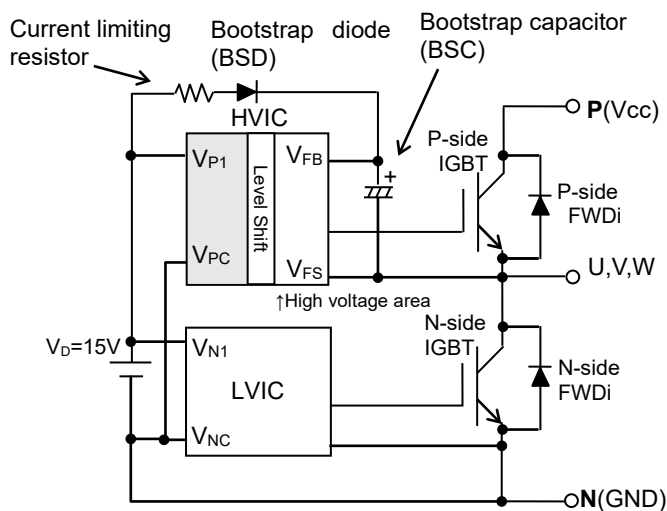 Current limiting
resistor
Bootstrap diode
(BSD)
Bootstrap capacitor
(BSC)
HVIC
P(Vcc)
P-side
IGBT
VP1
Level Shift
VFB
+
P-side
FWDi
VPC
VFS
U,V,W
↑High voltage area
VD=15V
VN1
N-side
IGBT
LVIC
N-side
FWDi
VNC
N(GND)